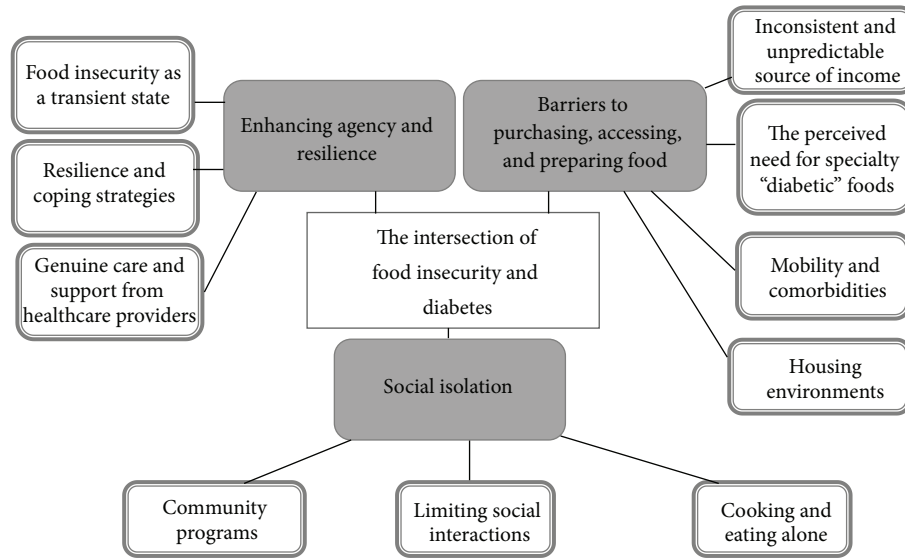 Food insecurity as
a transient state
Resilience and
coping strategies
Genuine care and
support from
healthcare providers
Enhancing agency and
resilience
Barriers to
purchasing, accessing,
and preparing food
Inconsistent and
unpredictable
source of income
The perceived
need for specialty
“diabetic” foods
Mobility and
comorbidities
Housing
environments
The intersection of
food insecurity and
diabetes
Social isolation
Community
programs
Limiting social
interactions
Cooking and
eating alone